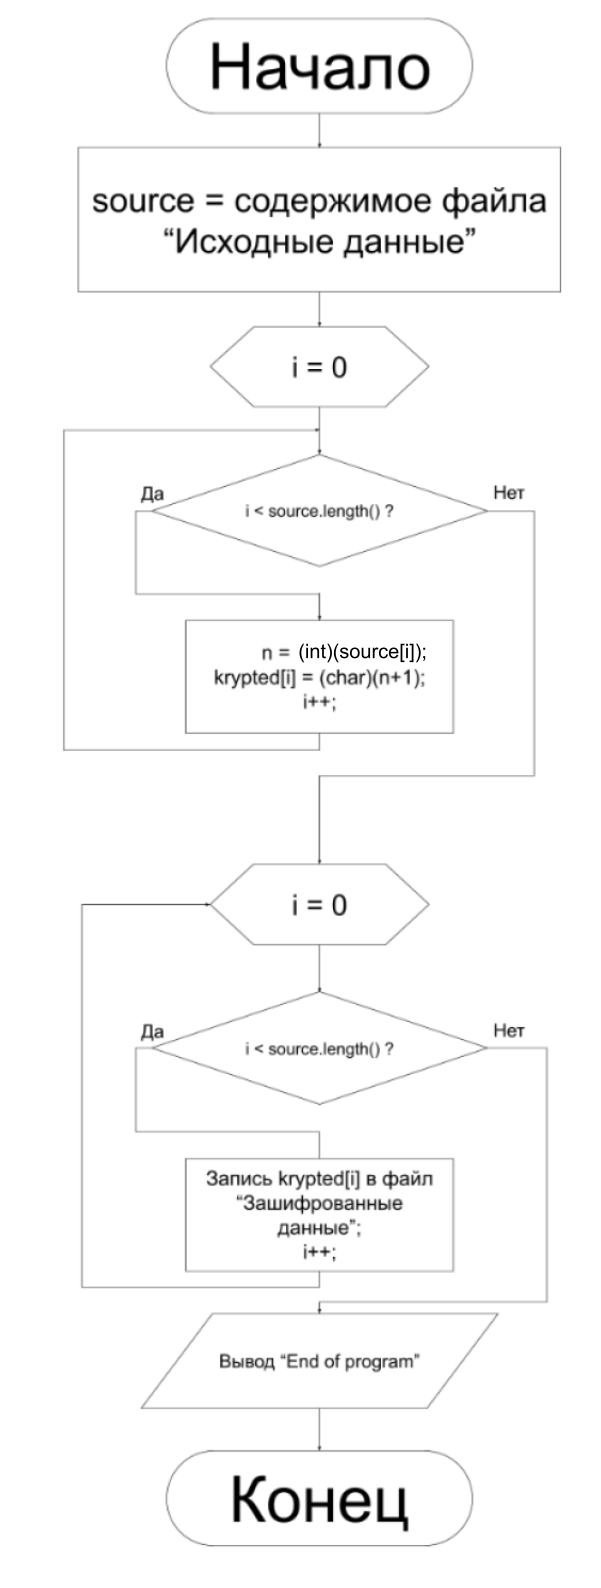 Начало
source = содержимое файла
“Исходные данные”
i = 0
i < source.length() ?
Да
Нет
n = (int)(source[i]);
krypted[i] = (char)(n+1);
i++;
i = 0
i < source.length() ?
Да
Нет
Запись krypted[i] в файл
“Зашифрованные
данные”;
i++;
Вывод “End of program”
Конец